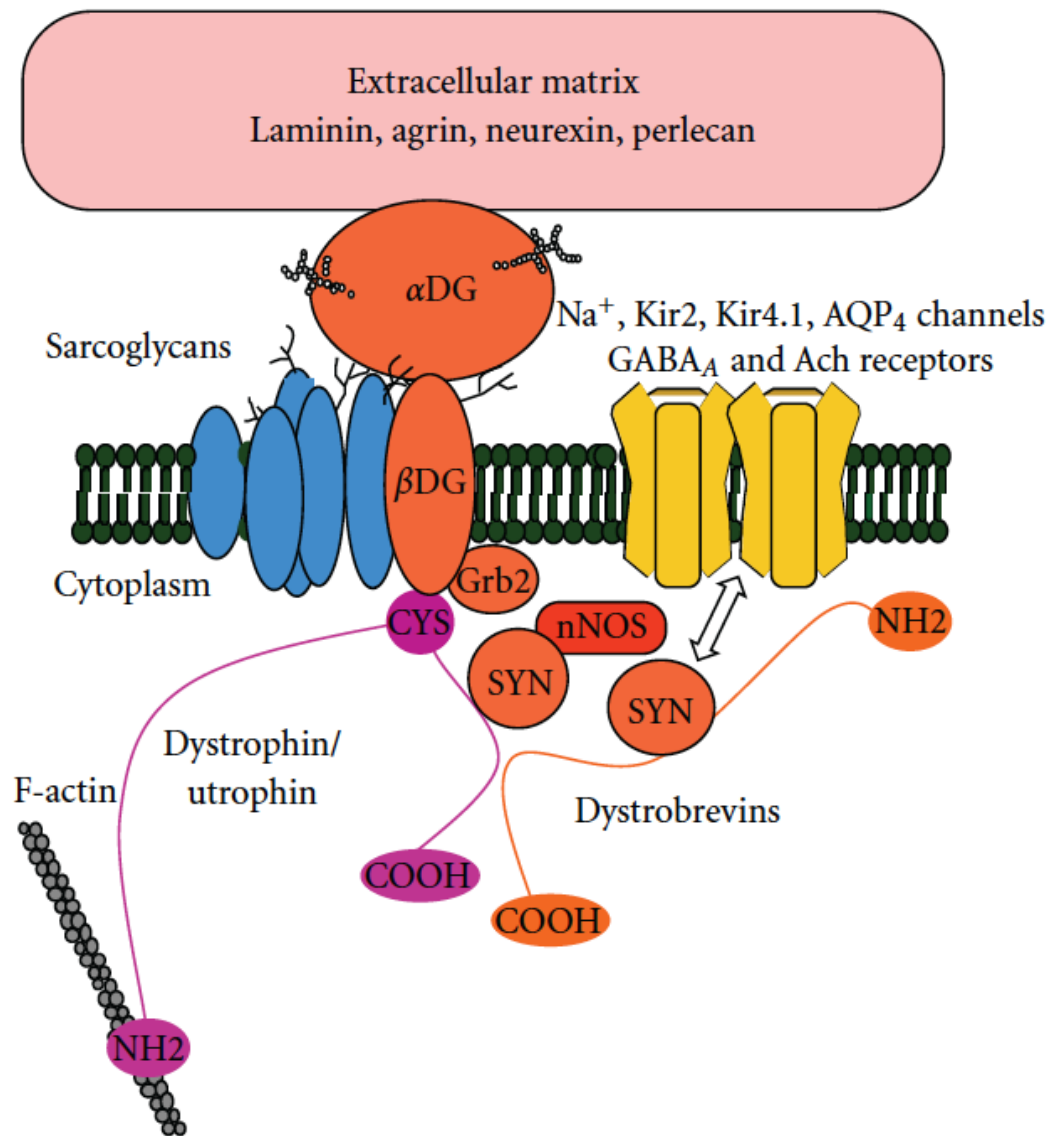 Extracellular matrix
Laminin, agrin, neurexin, perlecan
αDG
Na⁺, Kir2, Kir4.1, AQP₄ channels
GABA_A and Ach receptors
Sarcoglycans
βDG
Cytoplasm
Grb2
CYS
nNOS
NH2
SYN
SYN
Dystrophin/
utrophin
F-actin
Dystrobrevins
COOH
COOH
NH2